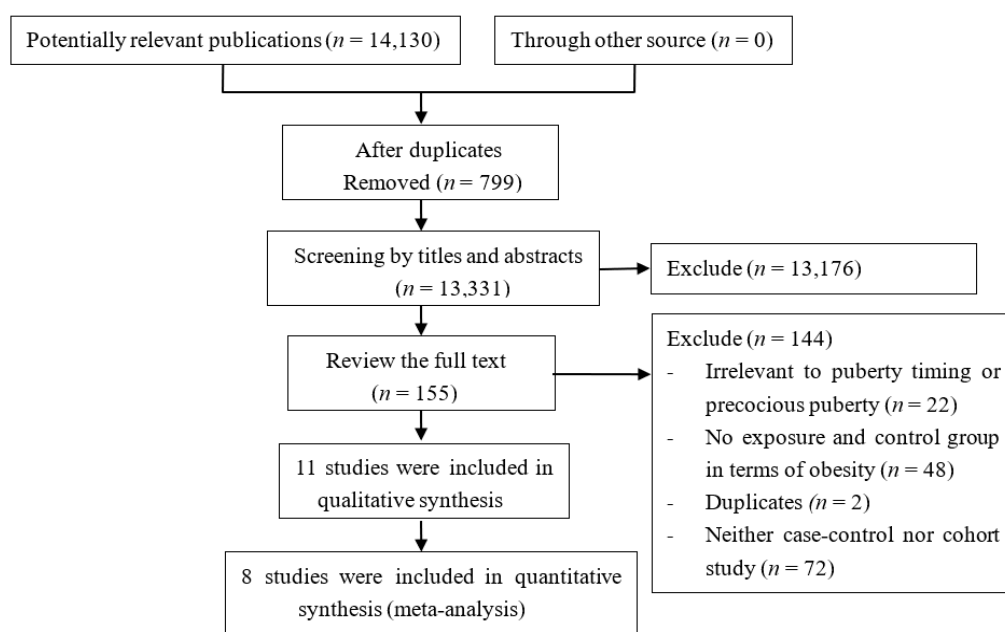 Potentially relevant publications (n = 14,130)
Through other source (n = 0)
After duplicates
Removed (n = 799)
Screening by titles and abstracts
(n = 13,331)
Exclude (n = 13,176)
Review the full text
(n = 155)
Exclude (n = 144)
- Irrelevant to puberty timing or
precocious puberty (n = 22)
- No exposure and control group
in terms of obesity (n = 48)
- Duplicates (n = 2)
- Neither case-control nor cohort
study (n = 72)
11 studies were included in
qualitative synthesis
8 studies were included in quantitative
synthesis (meta-analysis)